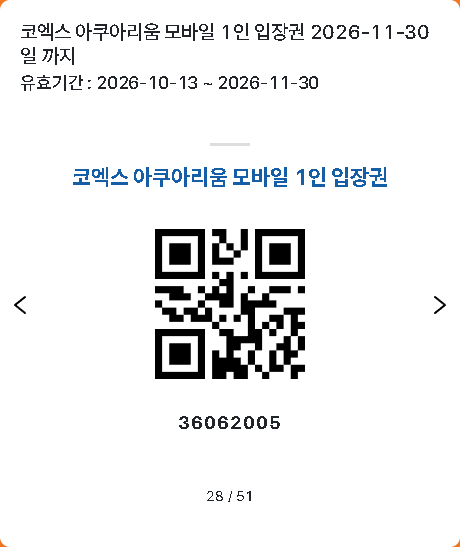 코엑스 아쿠아리움 모바일 1인 입장권 2026-11-30
일 까지
유효기간 : 2026-10-13 ~ 2026-11-30
코엑스 아쿠아리움 모바일 1인 입장권
36062005
28 / 51